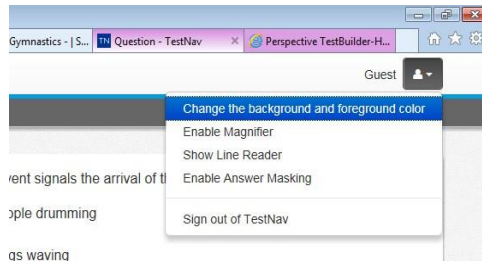 Gymnastics - | S... TN Question - TestNav × Perspective TestBuilder-H...
Guest
Change the background and foreground color
Enable Magnifier
Show Line Reader
Enable Answer Masking
Sign out of TestNav
vent signals the arrival of
ople drumming
gs waving